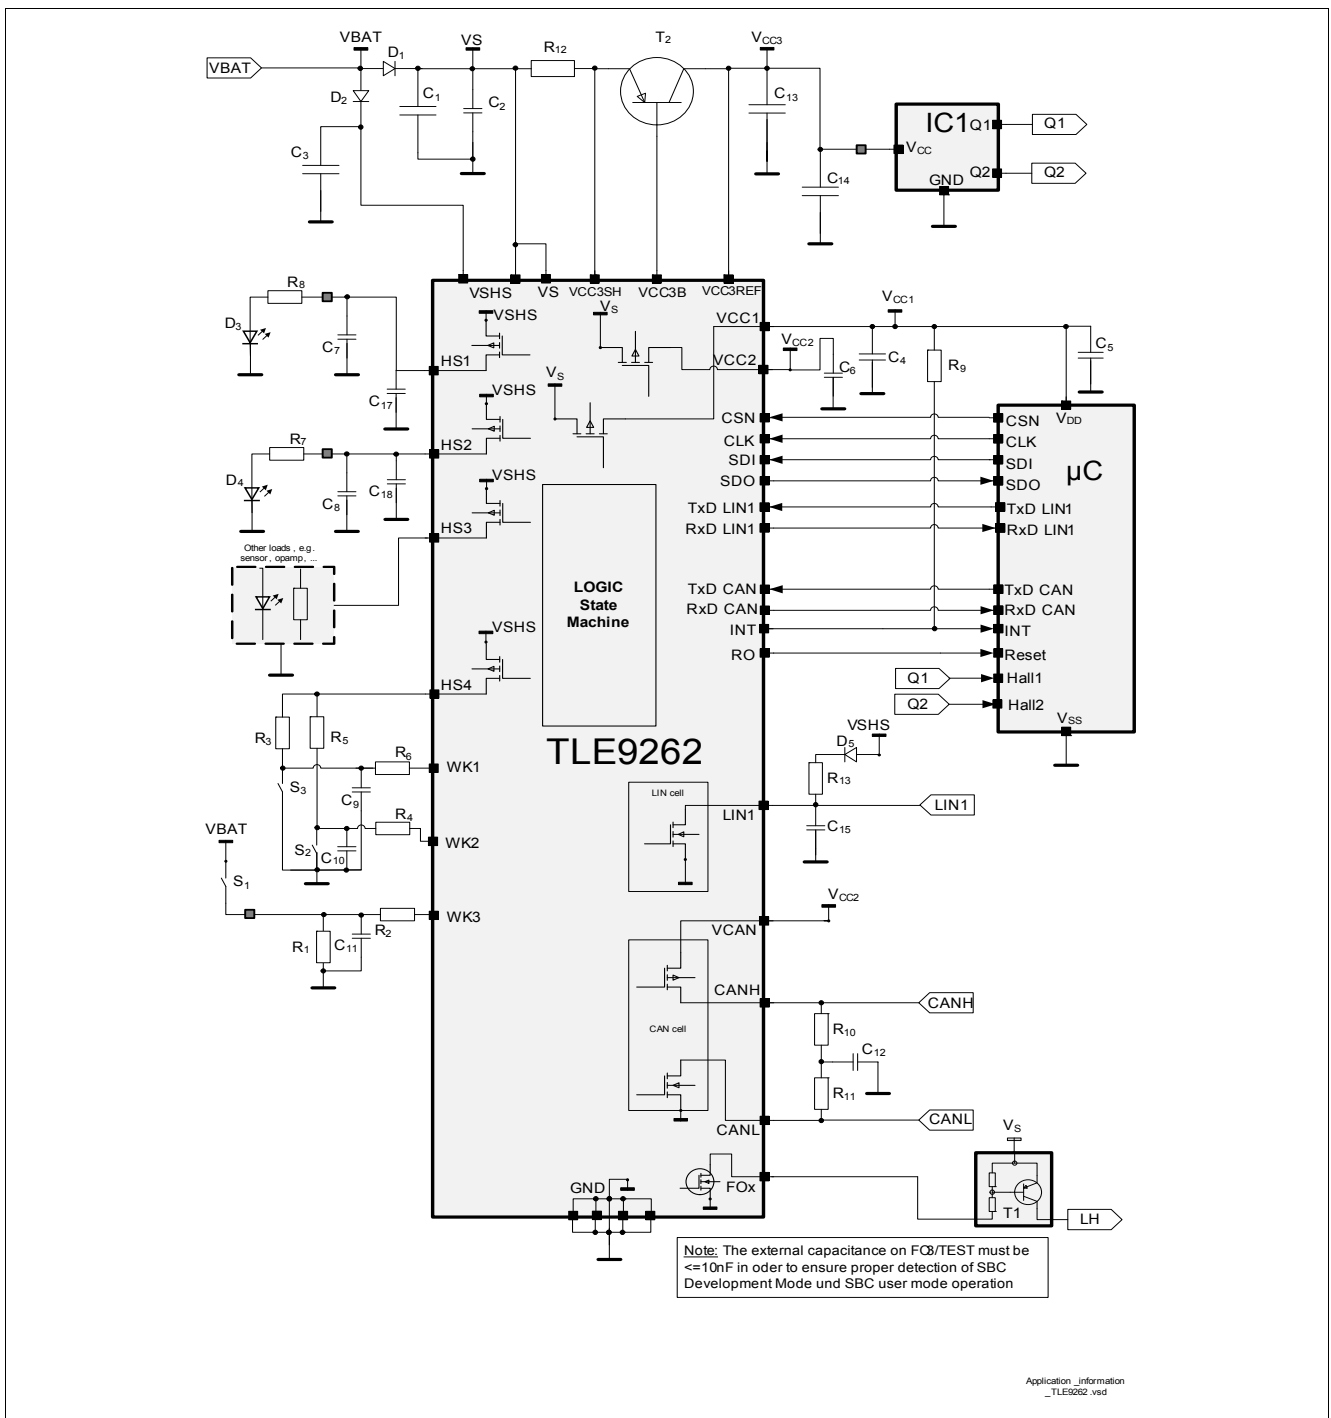 VBAT
VS
R12
T2
VCC3
VBAT
D1
D2
C1
C2
C3
C13
C14
IC1
Q1
Q1
VCC
Q2
Q2
GND
VSHS
VS
VCC3SH
VCC3B
VCC3REF
R8
D3
C7
HS1
C17
VSHS
VS
VCC1
VCC1
VCC2
VCC2
C6
C4
R9
C5
R7
D4
C8
C18
HS2
VSHS
VS
CSN
CLK
SDI
SDO
TxD LIN1
RxD LIN1
CSN
VDD
CLK
SDI
SDO
µC
TxD LIN1
RxD LIN1
VSHS
HS3
Other loads , e.g.
sensor , opamp , ...
LOGIC
State
Machine
TxD CAN
RxD CAN
INT
RO
TxD CAN
RxD CAN
INT
Reset
Q1
Hall1
Q2
Hall2
VSS
VSHS
HS4
R3
R5
TLE9262
R6
WK1
S3
C9
R4
WK2
S2
C10
VBAT
S1
R1
C11
R2
WK3
VSHS
D5
R13
LIN cell
LIN1
LIN1
C15
VCC2
VCAN
CANH
CANH
R10
C12
CAN cell
R11
CANL
CANL
VS
FOx
T1
LH
GND
Note: The external capacitance on FO3/TEST must be
<=10nF in oder to ensure proper detection of SBC
Development Mode und SBC user mode operation
Application _information
_TLE9262 .vsd